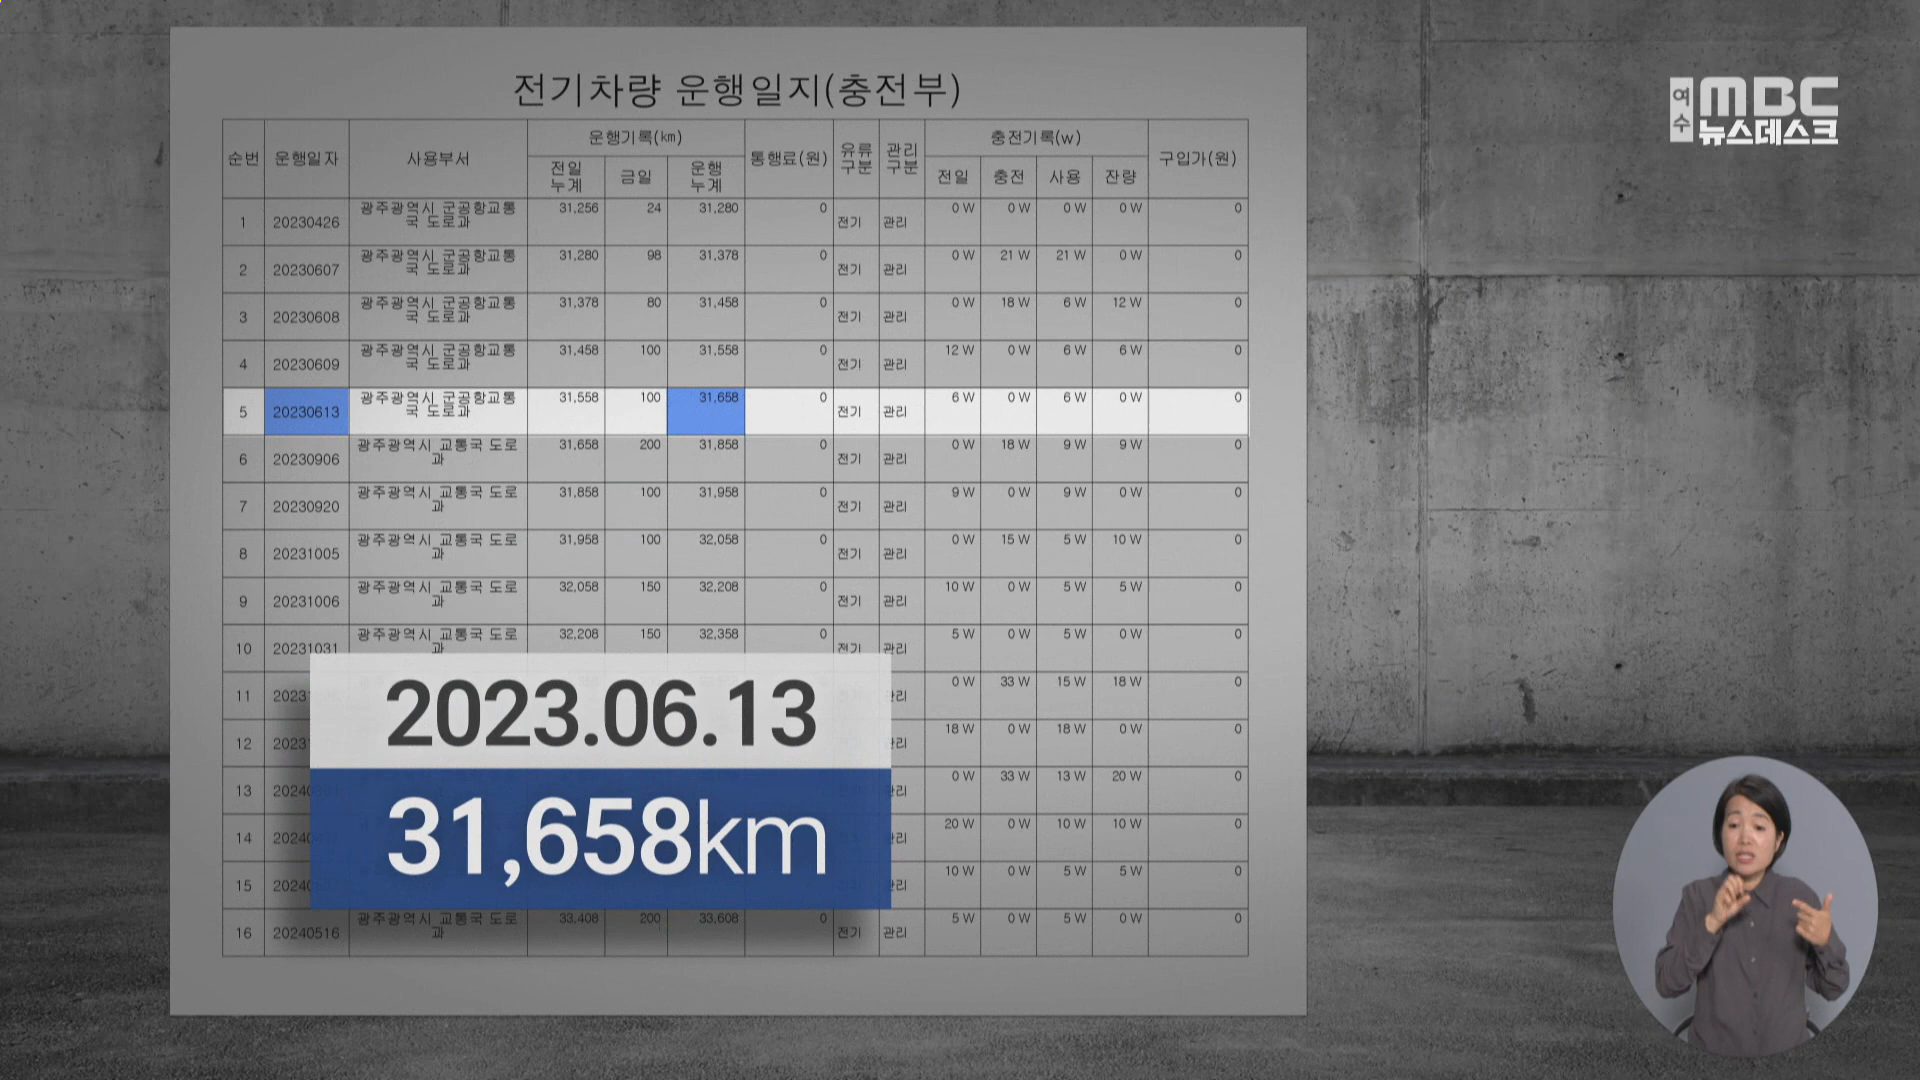 전기차량 운행일지(충전부)
여수 MBC
뉴스데스크
순번 운행일자 사용부서 운행기록(㎞) 통행료(원) 유류구분 관리구분 충전기록(w) 구입가(원)
전일누계 금일 운행누계 전일 충전 사용 잔량
1 20230426 광주광역시 군공항교통국 도로과 31,256 24 31,280 0 전기 관리 0 W 0 W 0 W 0 W 0
2 20230607 광주광역시 군공항교통국 도로과 31,280 98 31,378 0 전기 관리 0 W 21 W 21 W 0 W 0
3 20230608 광주광역시 군공항교통국 도로과 31,378 80 31,458 0 전기 관리 0 W 18 W 6 W 12 W 0
4 20230609 광주광역시 군공항교통국 도로과 31,458 100 31,558 0 전기 관리 12 W 0 W 6 W 6 W 0
5 20230613 광주광역시 군공항교통국 도로과 31,558 100 31,658 0 전기 관리 6 W 0 W 6 W 0 W 0
6 20230906 광주광역시 교통국 도로과 31,658 200 31,858 0 전기 관리 0 W 18 W 9 W 9 W 0
7 20230920 광주광역시 교통국 도로과 31,858 100 31,958 0 전기 관리 9 W 0 W 9 W 0 W 0
8 20231005 광주광역시 교통국 도로과 31,958 100 32,058 0 전기 관리 0 W 15 W 5 W 10 W 0
9 20231006 광주광역시 교통국 도로과 32,058 150 32,208 0 전기 관리 10 W 0 W 5 W 5 W 0
10 20231031 광주광역시 교통국 도로과 32,208 150 32,358 0 전기 관리 5 W 0 W 5 W 0 W 0
11 0 W 33 W 15 W 18 W 0
12 18 W 0 W 18 W 0 W 0
13 0 W 33 W 13 W 20 W 0
14 20 W 0 W 10 W 10 W 0
15 10 W 0 W 5 W 5 W 0
16 20240516 광주광역시 교통국 도로과 33,408 200 33,608 0 전기 관리 5 W 0 W 5 W 0 W 0
2023.06.13
31,658km